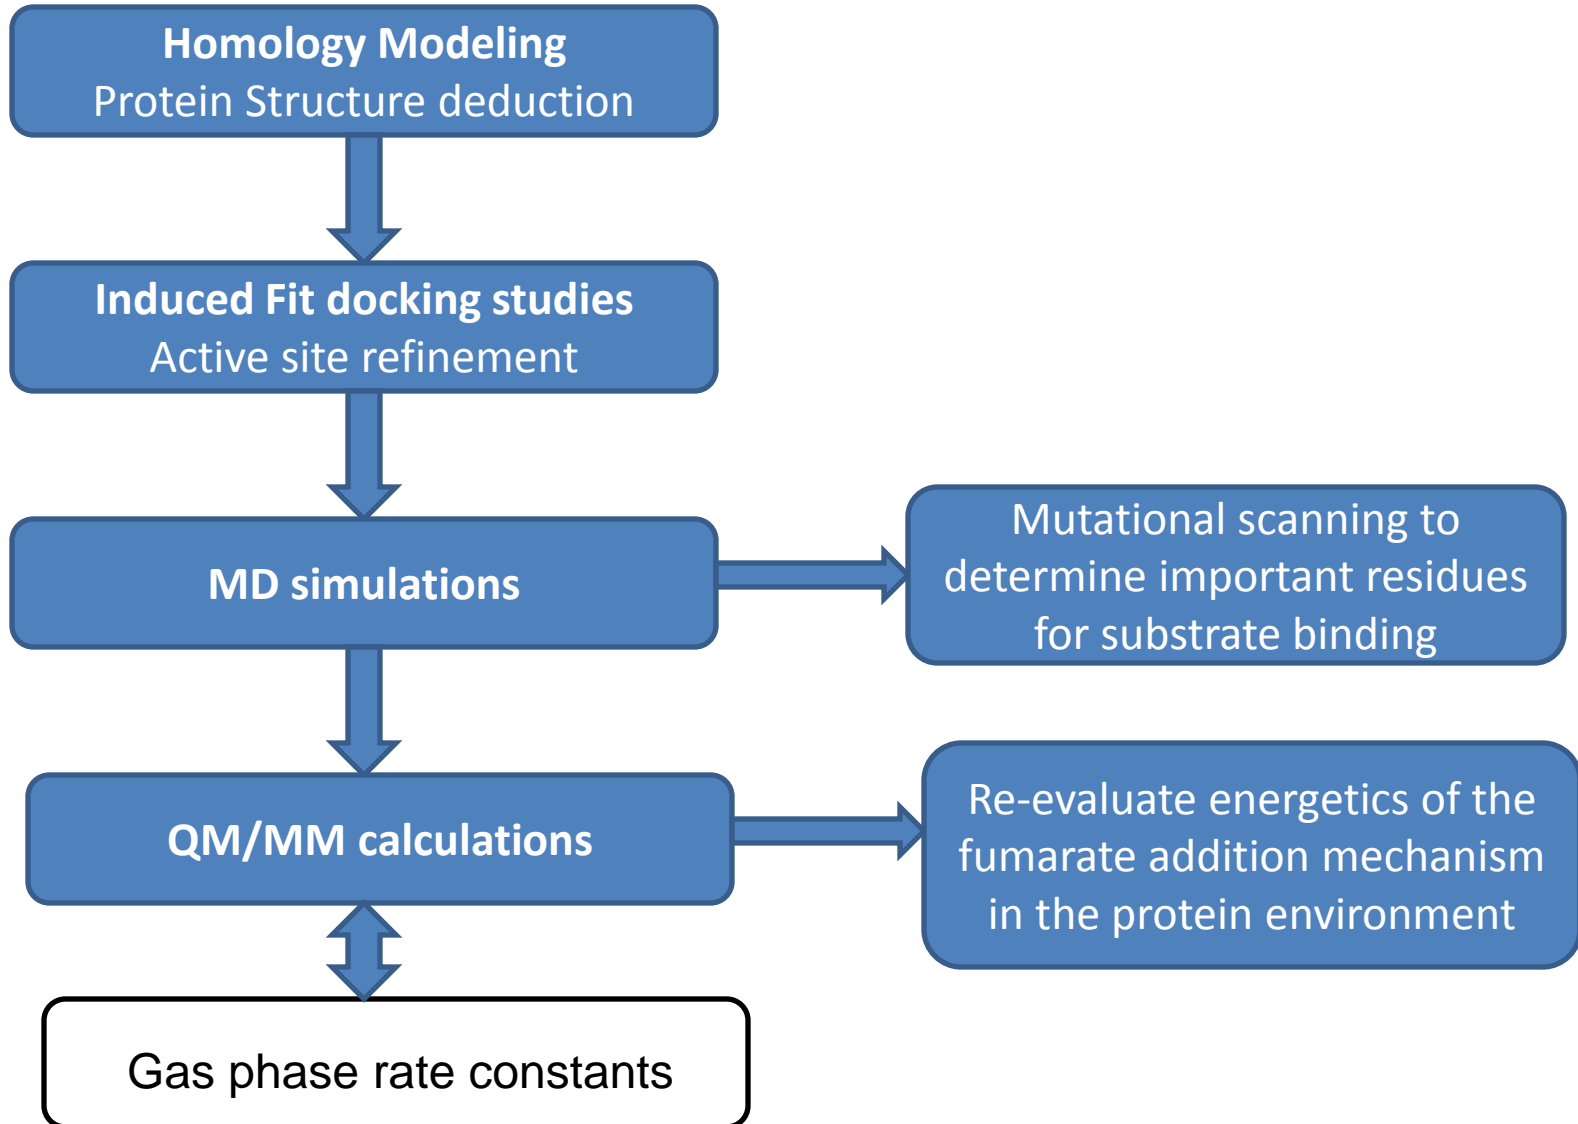 Homology Modeling
Protein Structure deduction
Induced Fit docking studies
Active site refinement
MD simulations
Mutational scanning to
determine important residues
for substrate binding
QM/MM calculations
Re-evaluate energetics of the
fumarate addition mechanism
in the protein environment
Gas phase rate constants